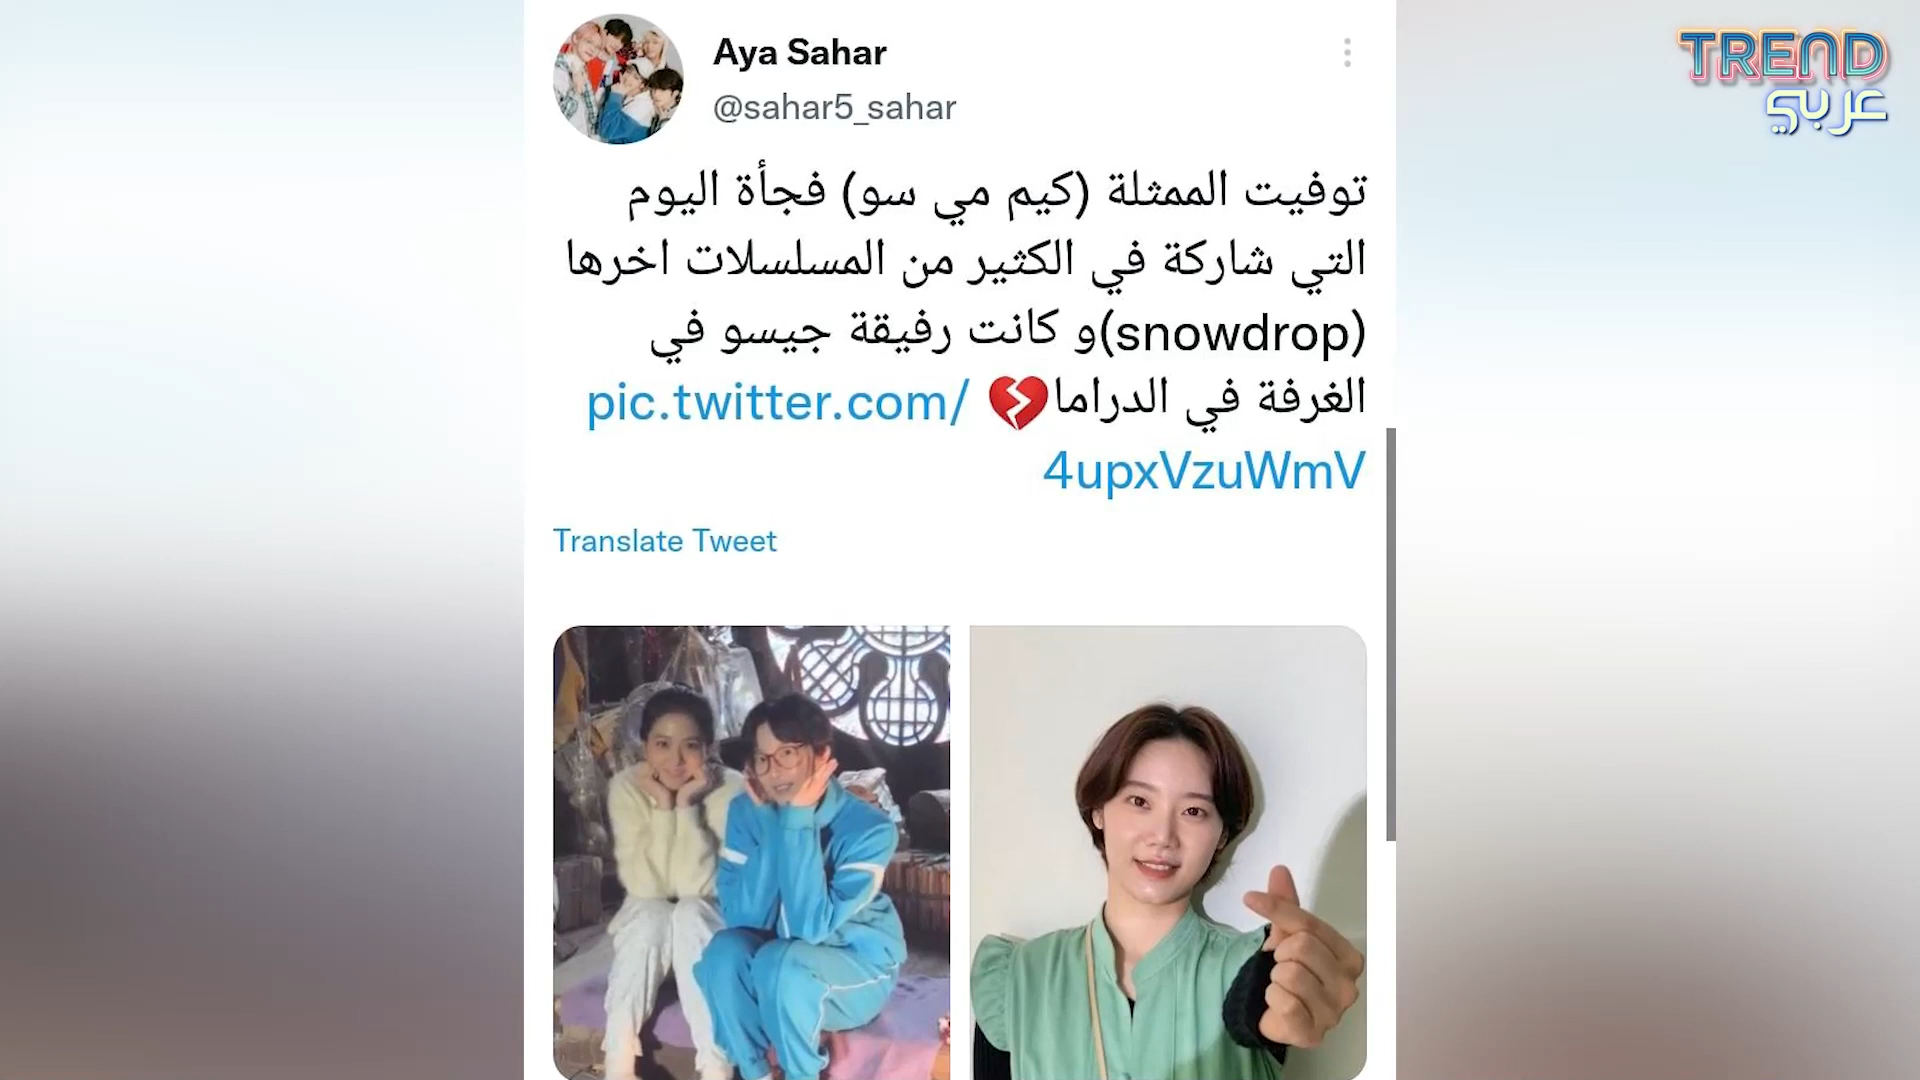 TREND
عربي
Aya Sahar
@sahar5_sahar
توفيت الممثلة (كيم مي سو) فجأة اليوم
التي شاركة في الكثير من المسلسلات اخرها
(snowdrop)و كانت رفيقة جيسو في
الغرفة في الدراما💔 pic.twitter.com/
4upxVzuWmV
Translate Tweet